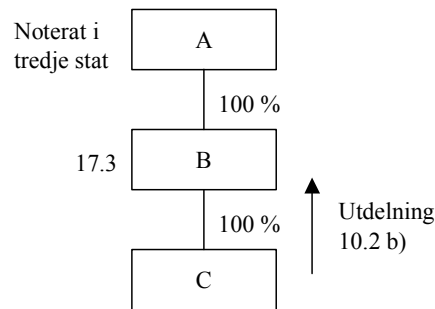 Noterat i
tredje stat
A
100 %
17.3
B
100 %
Utdelning
10.2 b)
C